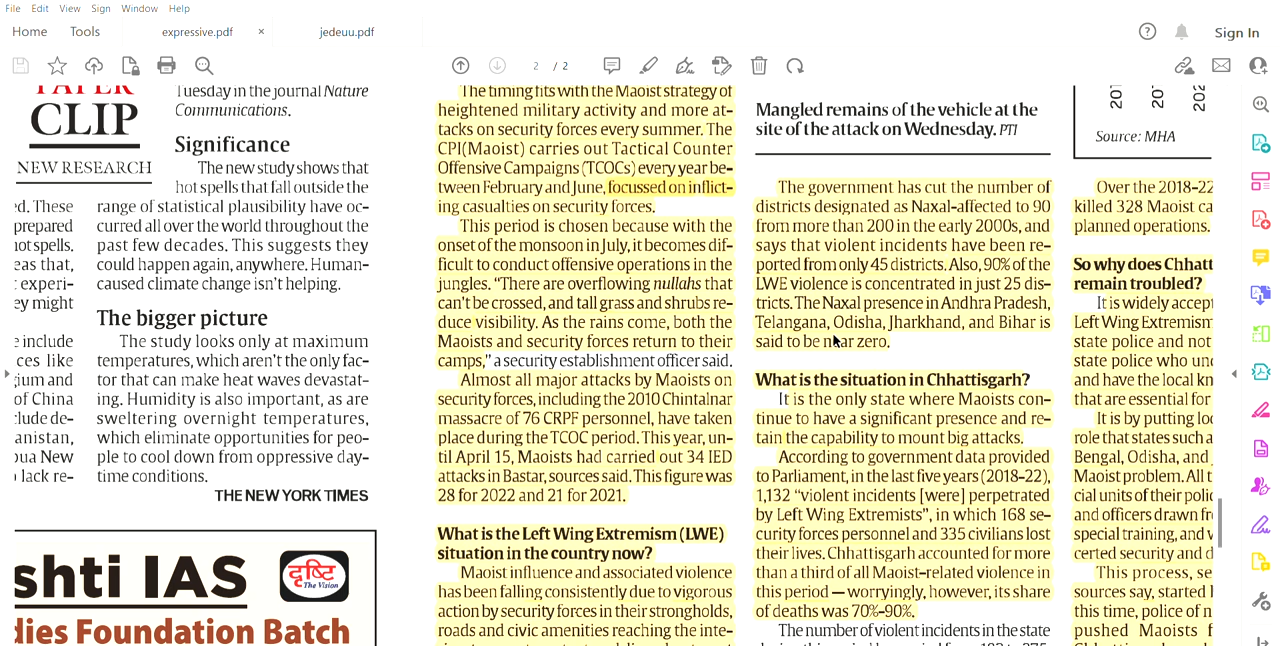 File Edit View Sign Window Help
Home Tools expressive.pdf × jedeuu.pdf
? Sign In
2 / 2
PAPER
CLIP
NEW RESEARCH
ed. These
prepared
hot spells.
eas that,
experi-
ey might
include
ces like
gium and
of China
clude de-
anistan,
pua New
lack re-
Tuesday in the journal Nature
Communications.
Significance
The new study shows that
hot spells that fall outside the
range of statistical plausibility have oc-
curred all over the world throughout the
past few decades. This suggests they
could happen again, anywhere. Human-
caused climate change isn't helping.
The bigger picture
The study looks only at maximum
temperatures, which aren't the only fac-
tor that can make heat waves devastat-
ing. Humidity is also important, as are
sweltering overnight temperatures,
which eliminate opportunities for peo-
ple to cool down from oppressive day-
time conditions.
THE NEW YORK TIMES
shti IAS
दृष्टि
The Vision
dies Foundation Batch
The timing fits with the Maoist strategy of
heightened military activity and more at-
tacks on security forces every summer. The
CPI(Maoist) carries out Tactical Counter
Offensive Campaigns (TCOCs) every year be-
tween February and June, focussed on inflict-
ing casualties on security forces.
This period is chosen because with the
onset of the monsoon in July, it becomes dif-
ficult to conduct offensive operations in the
jungles. “There are overflowing nullahs that
can't be crossed, and tall grass and shrubs re-
duce visibility. As the rains come, both the
Maoists and security forces return to their
camps,” a security establishment officer said.
Almost all major attacks by Maoists on
security forces, including the 2010 Chintalnar
massacre of 76 CRPF personnel, have taken
place during the TCOC period. This year, un-
til April 15, Maoists had carried out 34 IED
attacks in Bastar, sources said. This figure was
28 for 2022 and 21 for 2021.
What is the Left Wing Extremism (LWE)
situation in the country now?
Maoist influence and associated violence
has been falling consistently due to vigorous
action by security forces in their strongholds,
roads and civic amenities reaching the inte-
Mangled remains of the vehicle at the
site of the attack on Wednesday. PTI
The government has cut the number of
districts designated as Naxal-affected to 90
from more than 200 in the early 2000s, and
says that violent incidents have been re-
ported from only 45 districts. Also, 90% of the
LWE violence is concentrated in just 25 dis-
tricts. The Naxal presence in Andhra Pradesh,
Telangana, Odisha, Jharkhand, and Bihar is
said to be near zero.
What is the situation in Chhattisgarh?
It is the only state where Maoists con-
tinue to have a significant presence and re-
tain the capability to mount big attacks.
According to government data provided
to Parliament, in the last five years (2018-22),
1,132 “violent incidents [were] perpetrated
by Left Wing Extremists”, in which 168 se-
curity forces personnel and 335 civilians lost
their lives. Chhattisgarh accounted for more
than a third of all Maoist-related violence in
this period — worryingly, however, its share
of deaths was 70%-90%.
The number of violent incidents in the state
201 201 202
Source: MHA
Over the 2018-22
killed 328 Maoist ca
planned operations.
So why does Chhatt
remain troubled?
It is widely accept
Left Wing Extremism
state police and not
state police who un
and have the local kn
that are essential for
It is by putting loc
role that states such a
Bengal, Odisha, and
Maoist problem. All t
cial units of their polic
and officers drawn fr
special training, and w
certed security and d
This process, se
sources say, started l
this time, police of n
pushed Maoists f